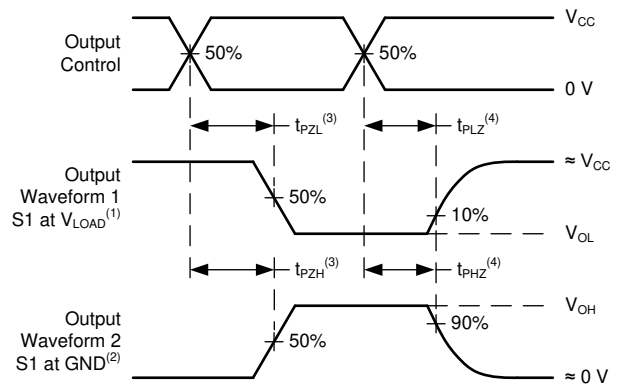 Output
Control
50%
50%
V_CC
0 V
t_PZL^(3)
t_PLZ^(4)
Output
Waveform 1
S1 at V_LOAD^(1)
50%
10%
≈ V_CC
V_OL
t_PZH^(3)
t_PHZ^(4)
Output
Waveform 2
S1 at GND^(2)
50%
90%
V_OH
≈ 0 V